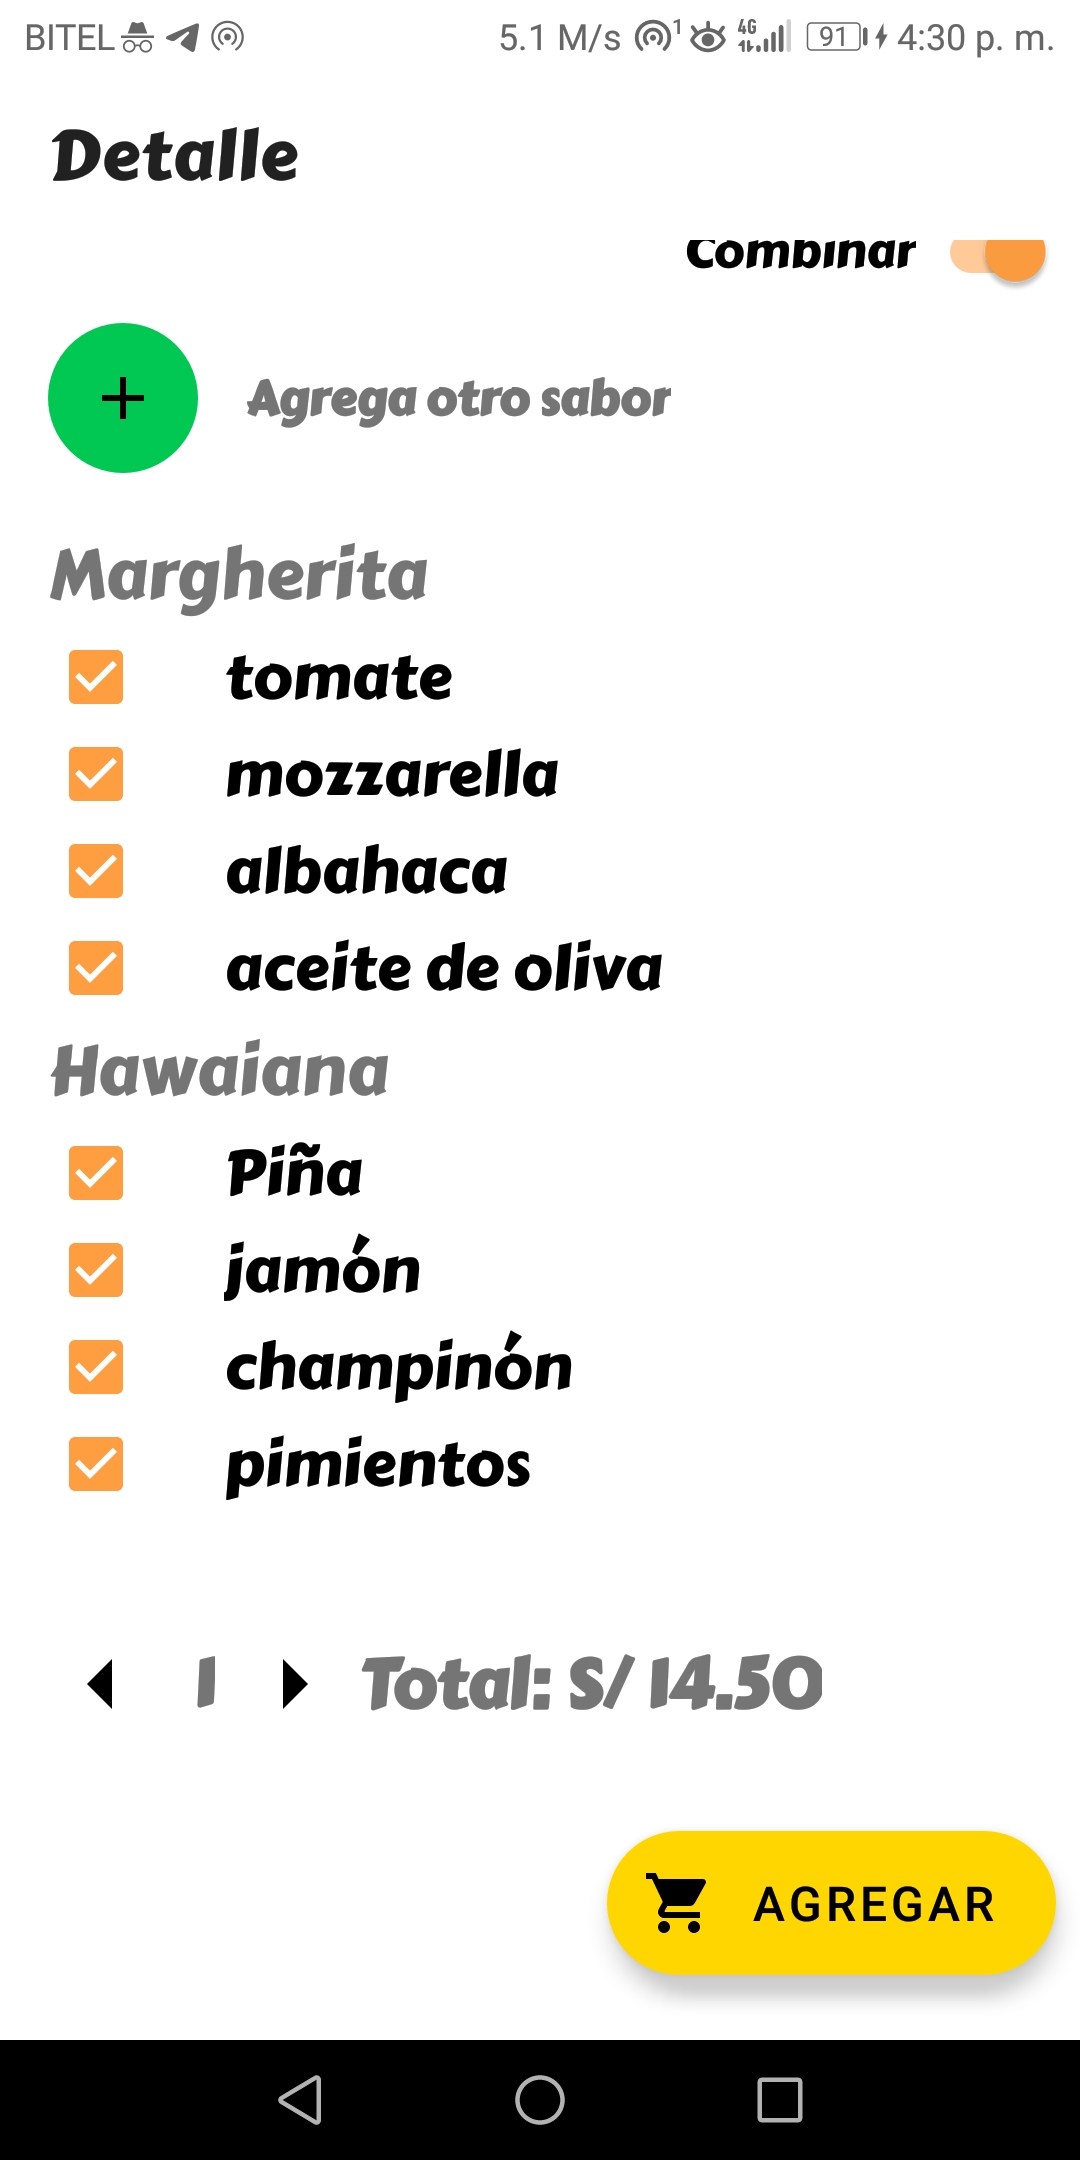 BITEL 5.1 M/s 1 4G 91 4:30 p. m.
Detalle
Combinar
Agrega otro sabor
Margherita
tomate
mozzarella
albahaca
aceite de oliva
Hawaiana
Piña
jamón
champinón
pimientos
1 Total: S/ 14.50
AGREGAR